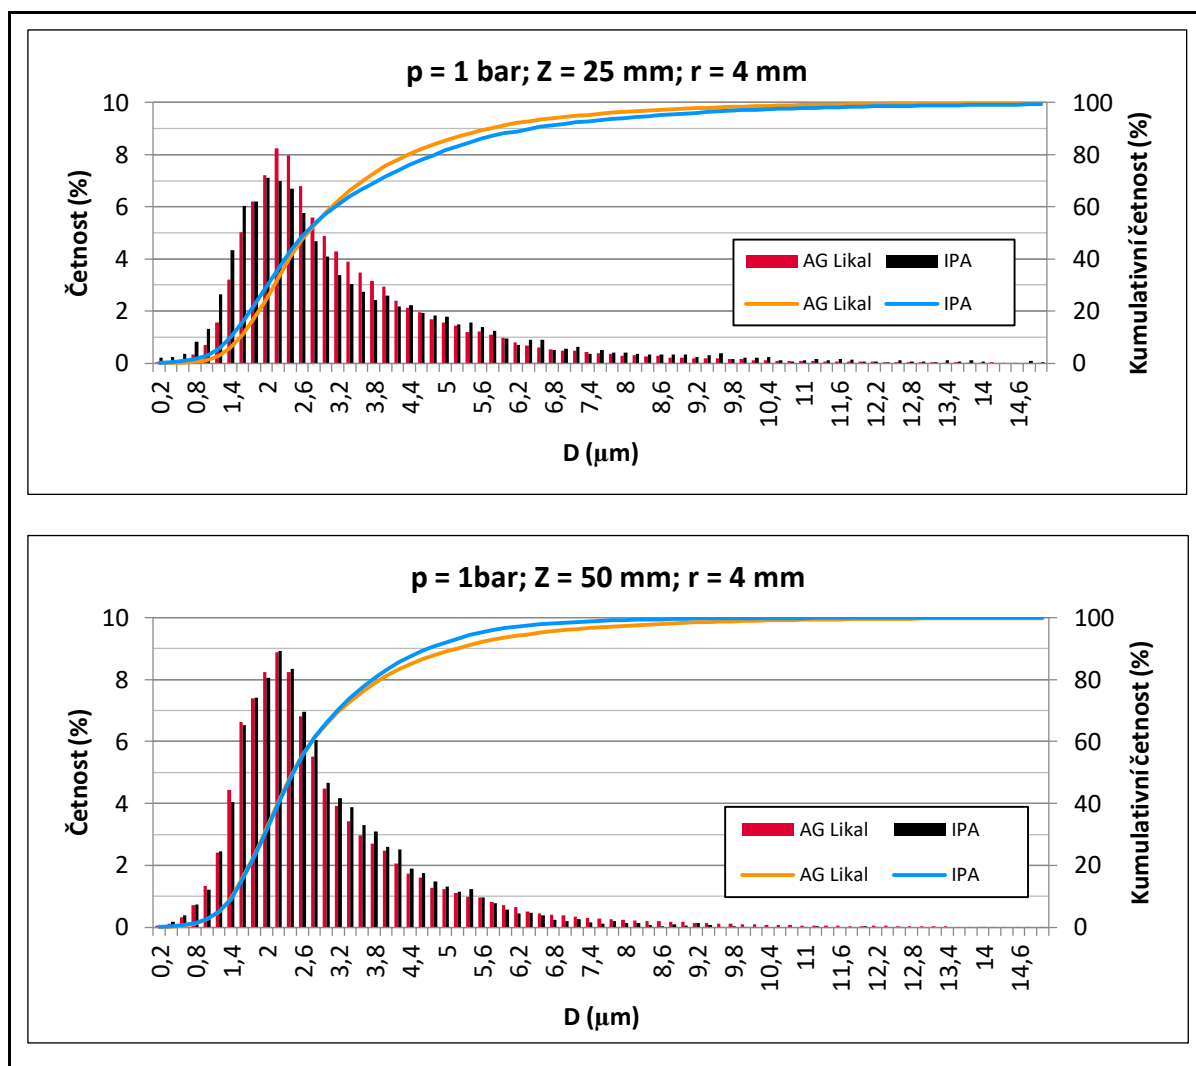 p = 1 bar; Z = 25 mm; r = 4 mm
Četnost (%)
10
8
6
4
2
0
100
80
60
40
20
0
Kumulativní četnost (%)
AG Likal IPA
AG Likal IPA
0,2 0,8 1,4 2 2,6 3,2 3,8 4,4 5 5,6 6,2 6,8 7,4 8 8,6 9,2 9,8 10,4 11 11,6 12,2 12,8 13,4 14 14,6
D (µm)
p = 1bar; Z = 50 mm; r = 4 mm
Četnost (%)
10
8
6
4
2
0
100
80
60
40
20
0
Kumulativní četnost (%)
AG Likal IPA
AG Likal IPA
0,2 0,8 1,4 2 2,6 3,2 3,8 4,4 5 5,6 6,2 6,8 7,4 8 8,6 9,2 9,8 10,4 11 11,6 12,2 12,8 13,4 14 14,6
D (µm)